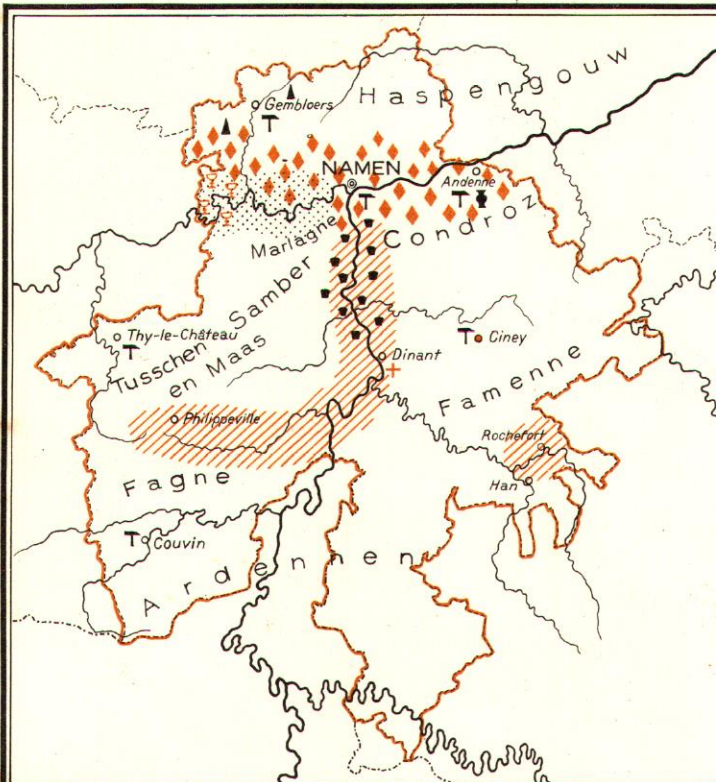 Haspengouw
Gembloers
NAMEN
Andenne
Marlagne
Condroz
Tusschen Samber
en Maas
Thy-le-Château
Ciney
Dinant
Famenne
Philippeville
Rochefort
Fagne
Han
Couvin
Ardennen